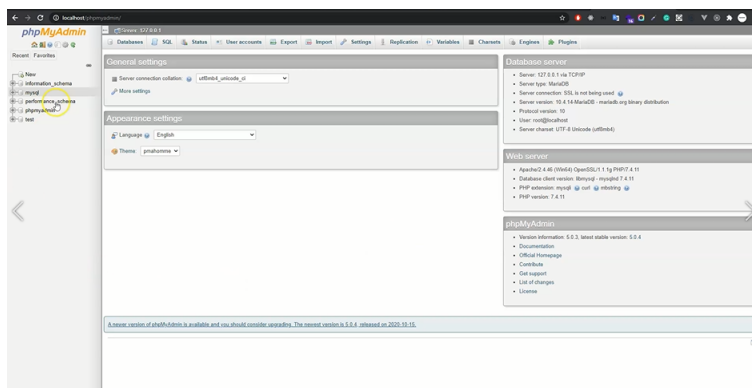 localhost/phpmyadmin/
phpMyAdmin
Recent Favorites
New
information_schema
mysql
performance_schema
phpmyadmin
test
Server: 127.0.0.1
Databases SQL Status User accounts Export Import Settings Replication Variables Charsets Engines Plugins
General settings
Server connection collation: utf8mb4_unicode_ci
More settings
Appearance settings
Language English
Theme: pmahomme
Database server
Server: 127.0.0.1 via TCP/IP
Server type: MariaDB
Server connection: SSL is not being used
Server version: 10.4.14-MariaDB - mariadb.org binary distribution
Protocol version: 10
User: root@localhost
Server charset: UTF-8 Unicode (utf8mb4)
Web server
Apache/2.4.46 (Win64) OpenSSL/1.1.1g PHP/7.4.11
Database client version: libmysql - mysqlnd 7.4.11
PHP extension: mysqli curl mbstring
PHP version: 7.4.11
phpMyAdmin
Version information: 5.0.3, latest stable version: 5.0.4
Documentation
Official Homepage
Contribute
Get support
List of changes
License
A newer version of phpMyAdmin is available and you should consider upgrading. The newest version is 5.0.4, released on 2020-10-15.